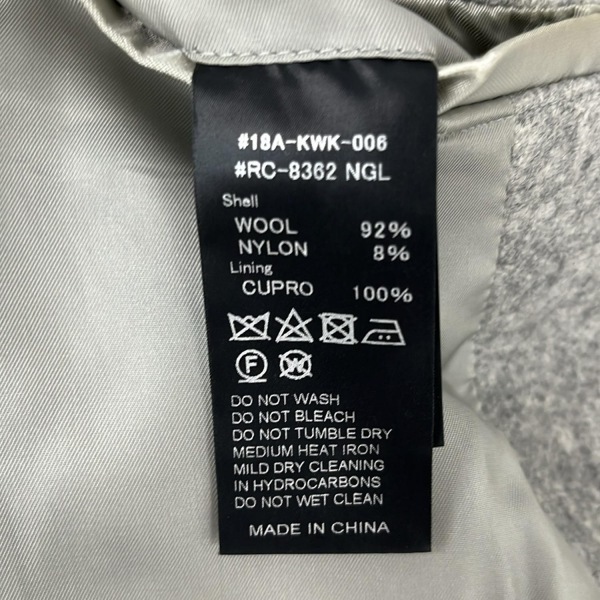 #18A-KWK-006
#RC-8362 NGL
Shell
WOOL 92%
NYLON 8%
Lining
CUPRO 100%
F W
DO NOT WASH
DO NOT BLEACH
DO NOT TUMBLE DRY
MEDIUM HEAT IRON
MILD DRY CLEANING
IN HYDROCARBONS
DO NOT WET CLEAN
MADE IN CHINA